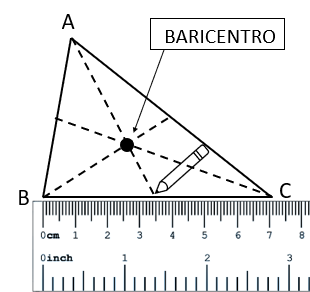 A
BARICENTRO
B
C
0cm 1 2 3 4 5 6 7 8
0inch 1 2 3